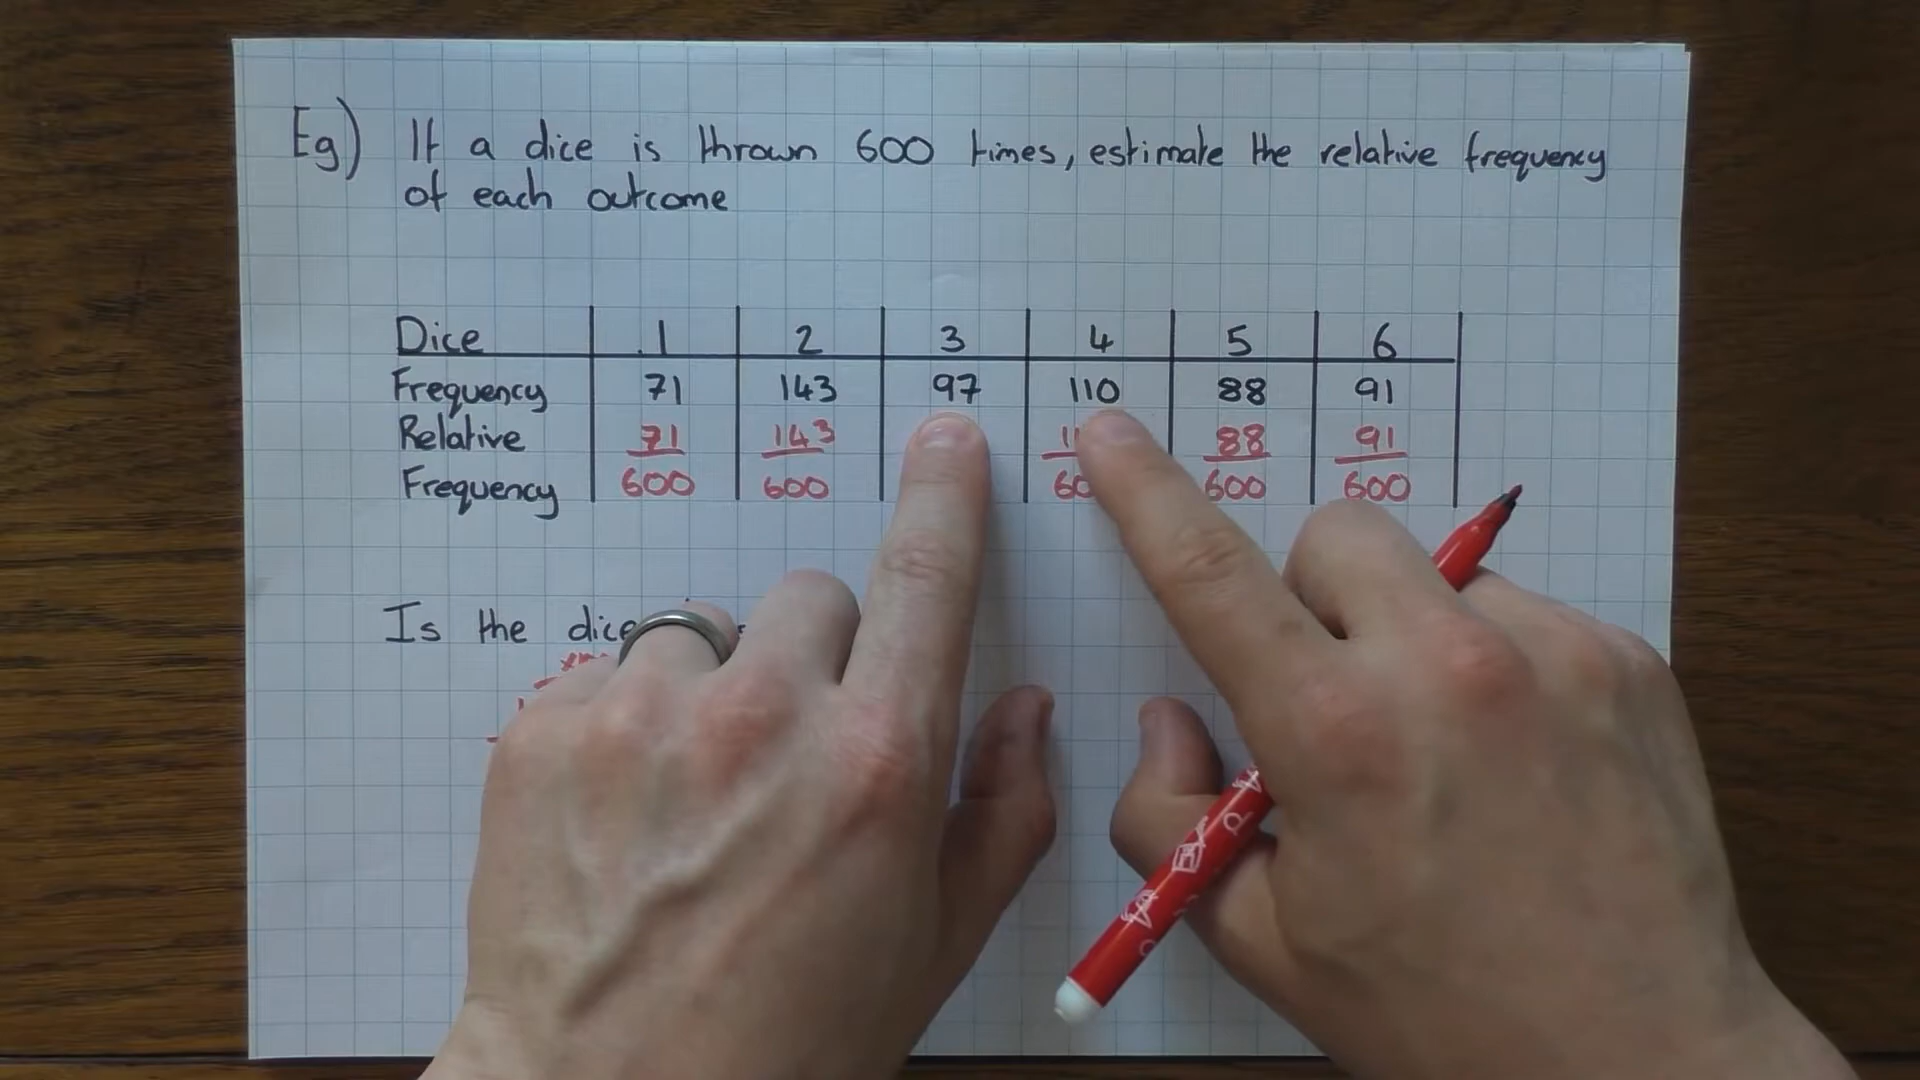 Eg) If a dice is thrown 600 times, estimate the relative frequency
of each outcome
Dice 1 2 3 4 5 6
Frequency 71 143 97 110 88 91
Relative 71 143 88 91
Frequency 600 600 600 600
Is the dice